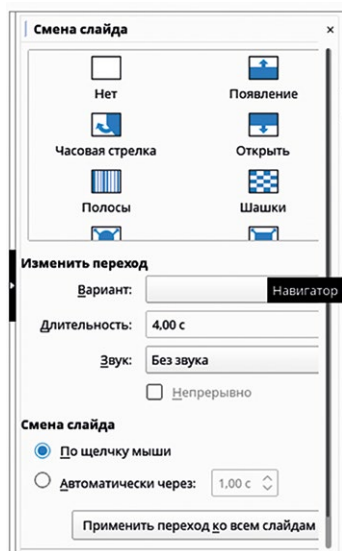 Смена слайда ×
Нет Появление
Часовая стрелка Открыть
Полосы Шашки
Изменить переход
Вариант:
Навигатор
Длительность: 4,00 с
Звук: Без звука
Непрерывно
Смена слайда
По щелчку мыши
Автоматически через: 1,00 с
Применить переход ко всем слайдам